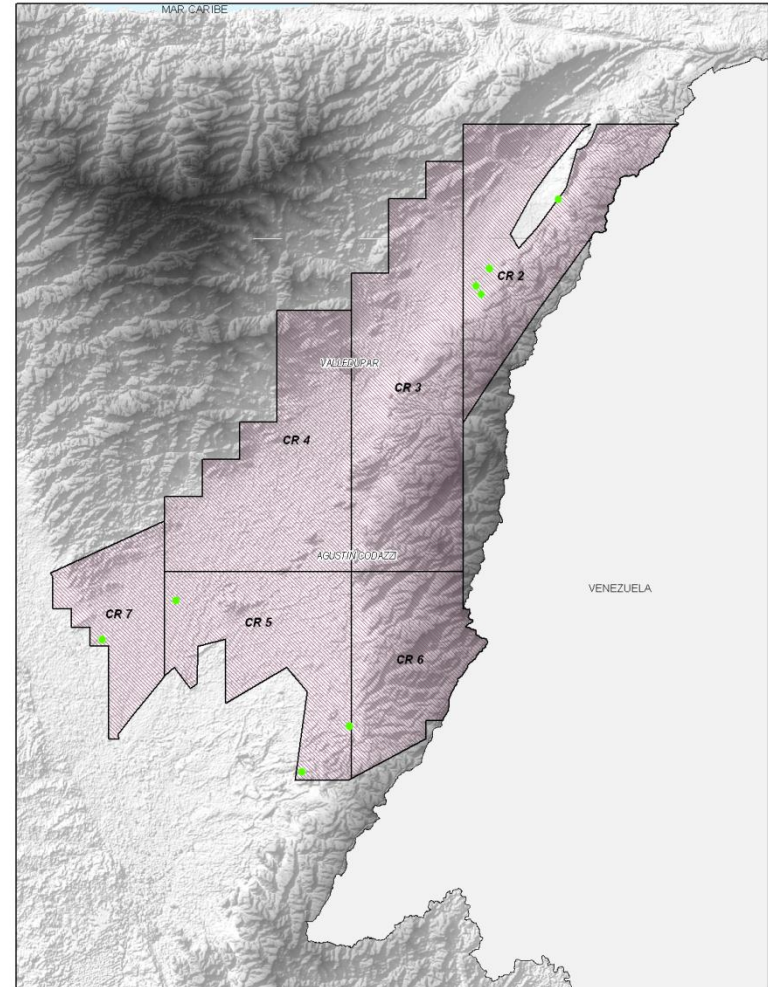 MAR CARIBE
CR 2
VALLEDUPAR
CR 3
CR 4
AGUSTIN CODAZZI
VENEZUELA
CR 7
CR 5
CR 6